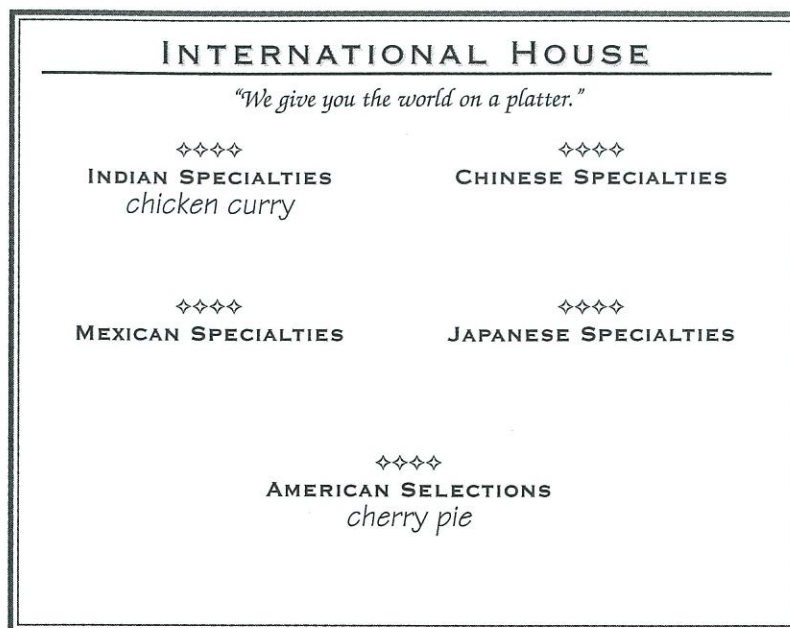 INTERNATIONAL HOUSE
“We give you the world on a platter.”
INDIAN SPECIALTIES
chicken curry
CHINESE SPECIALTIES
MEXICAN SPECIALTIES
JAPANESE SPECIALTIES
AMERICAN SELECTIONS
cherry pie